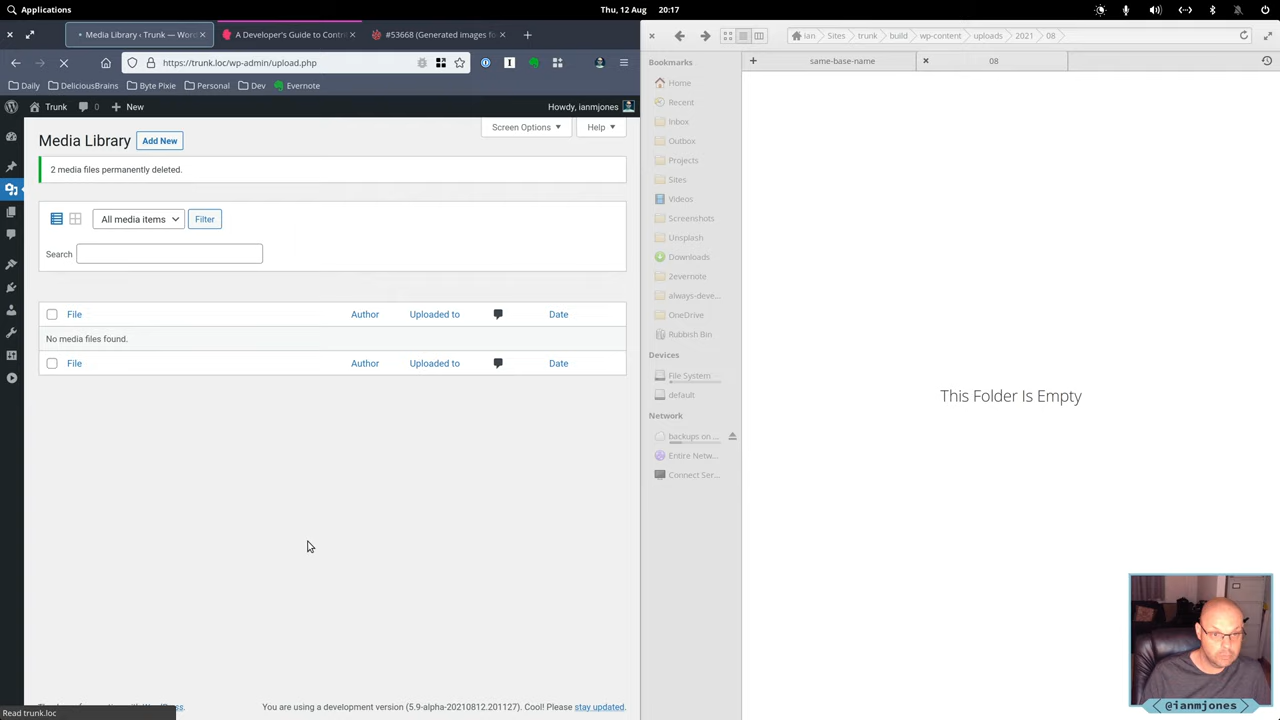 Applications
Thu, 12 Aug 20:17
Media Library ‹ Trunk — Word
A Developer's Guide to Contri
#53668 (Generated images fo
https://trunk.loc/wp-admin/upload.php
Daily
DeliciousBrains
Byte Pixie
Personal
Dev
Evernote
Trunk
0
New
Howdy, ianmjones
Screen Options
Help
Media Library
Add New
2 media files permanently deleted.
All media items
Filter
Search
File
Author
Uploaded to
Date
No media files found.
File
Author
Uploaded to
Date
You are using a development version (5.9-alpha-20210812.201127). Cool! Please stay updated.
Read trunk.loc
ian
Sites
trunk
build
wp-content
uploads
2021
08
same-base-name
08
Bookmarks
Home
Recent
Inbox
Outbox
Projects
Sites
Videos
Screenshots
Unsplash
Downloads
2evernote
always-deve...
OneDrive
Rubbish Bin
Devices
File System
default
Network
backups on ...
Entire Netw...
Connect Ser...
This Folder Is Empty
@ianmjones